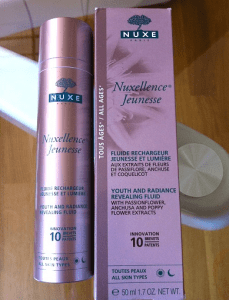 NUXE
Nuxellence®
Jeunesse
FLUIDE RECHARGEUR
JEUNESSE ET LUMIÈRE
YOUTH AND RADIANCE
REVEALING FLUID
INNOVATION
10 BREVETS
PATENTS
TOUTES PEAUX
ALL SKIN TYPES
NUXE
PARIS
Nuxellence®
Jeunesse
TOUS ÂGES* / ALL AGES*
FLUIDE RECHARGEUR
JEUNESSE ET LUMIÈRE
AUX EXTRAITS DE FLEURS
DE PASSIFLORE, ANCHUSE
ET COQUELICOT
YOUTH AND RADIANCE
REVEALING FLUID
WITH PASSIONFLOWER,
ANCHUSA AND POPPY
FLOWER EXTRACTS
INNOVATION
10 BREVETS
PATENTS
TOUTES PEAUX
ALL SKIN TYPES
℮ 50 ml 1.7 OZ. NET WT.